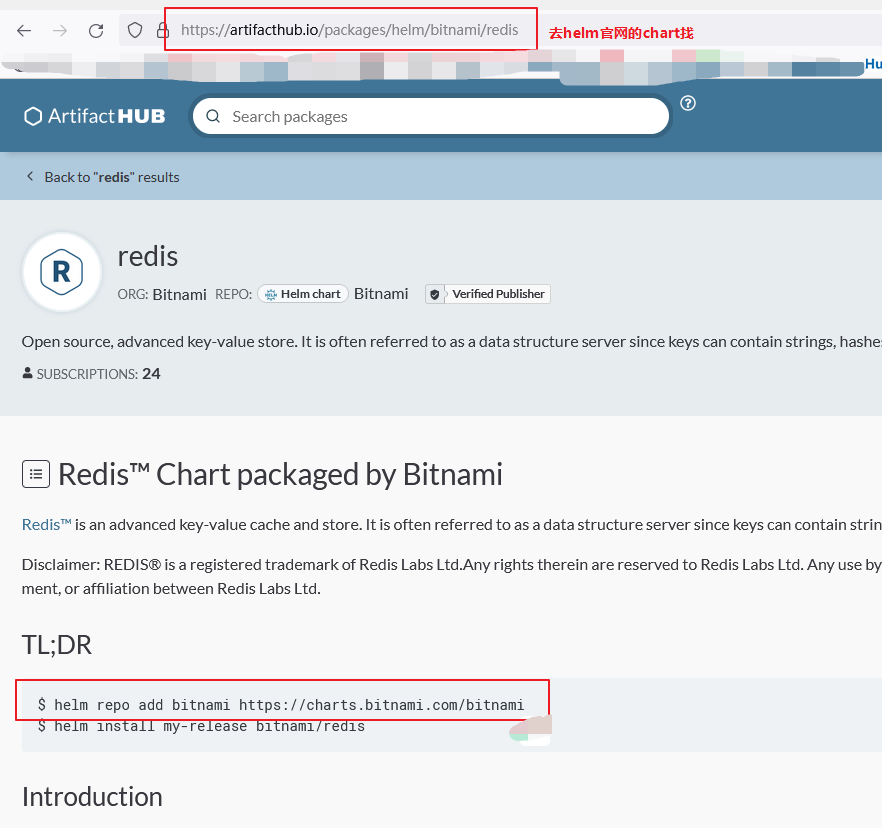 https://artifacthub.io/packages/helm/bitnami/redis
去helm官网的chart找
Hu
ArtifactHUB
Search packages
Back to "redis" results
R
redis
ORG: Bitnami REPO: HELM Helm chart Bitnami Verified Publisher
Open source, advanced key-value store. It is often referred to as a data structure server since keys can contain strings, hashes
SUBSCRIPTIONS: 24
Redis™ Chart packaged by Bitnami
Redis™ is an advanced key-value cache and store. It is often referred to as a data structure server since keys can contain strin
Disclaimer: REDIS® is a registered trademark of Redis Labs Ltd.Any rights therein are reserved to Redis Labs Ltd. Any use by
ment, or affiliation between Redis Labs Ltd.
TL;DR
$ helm repo add bitnami https://charts.bitnami.com/bitnami
$ helm install my-release bitnami/redis
Introduction